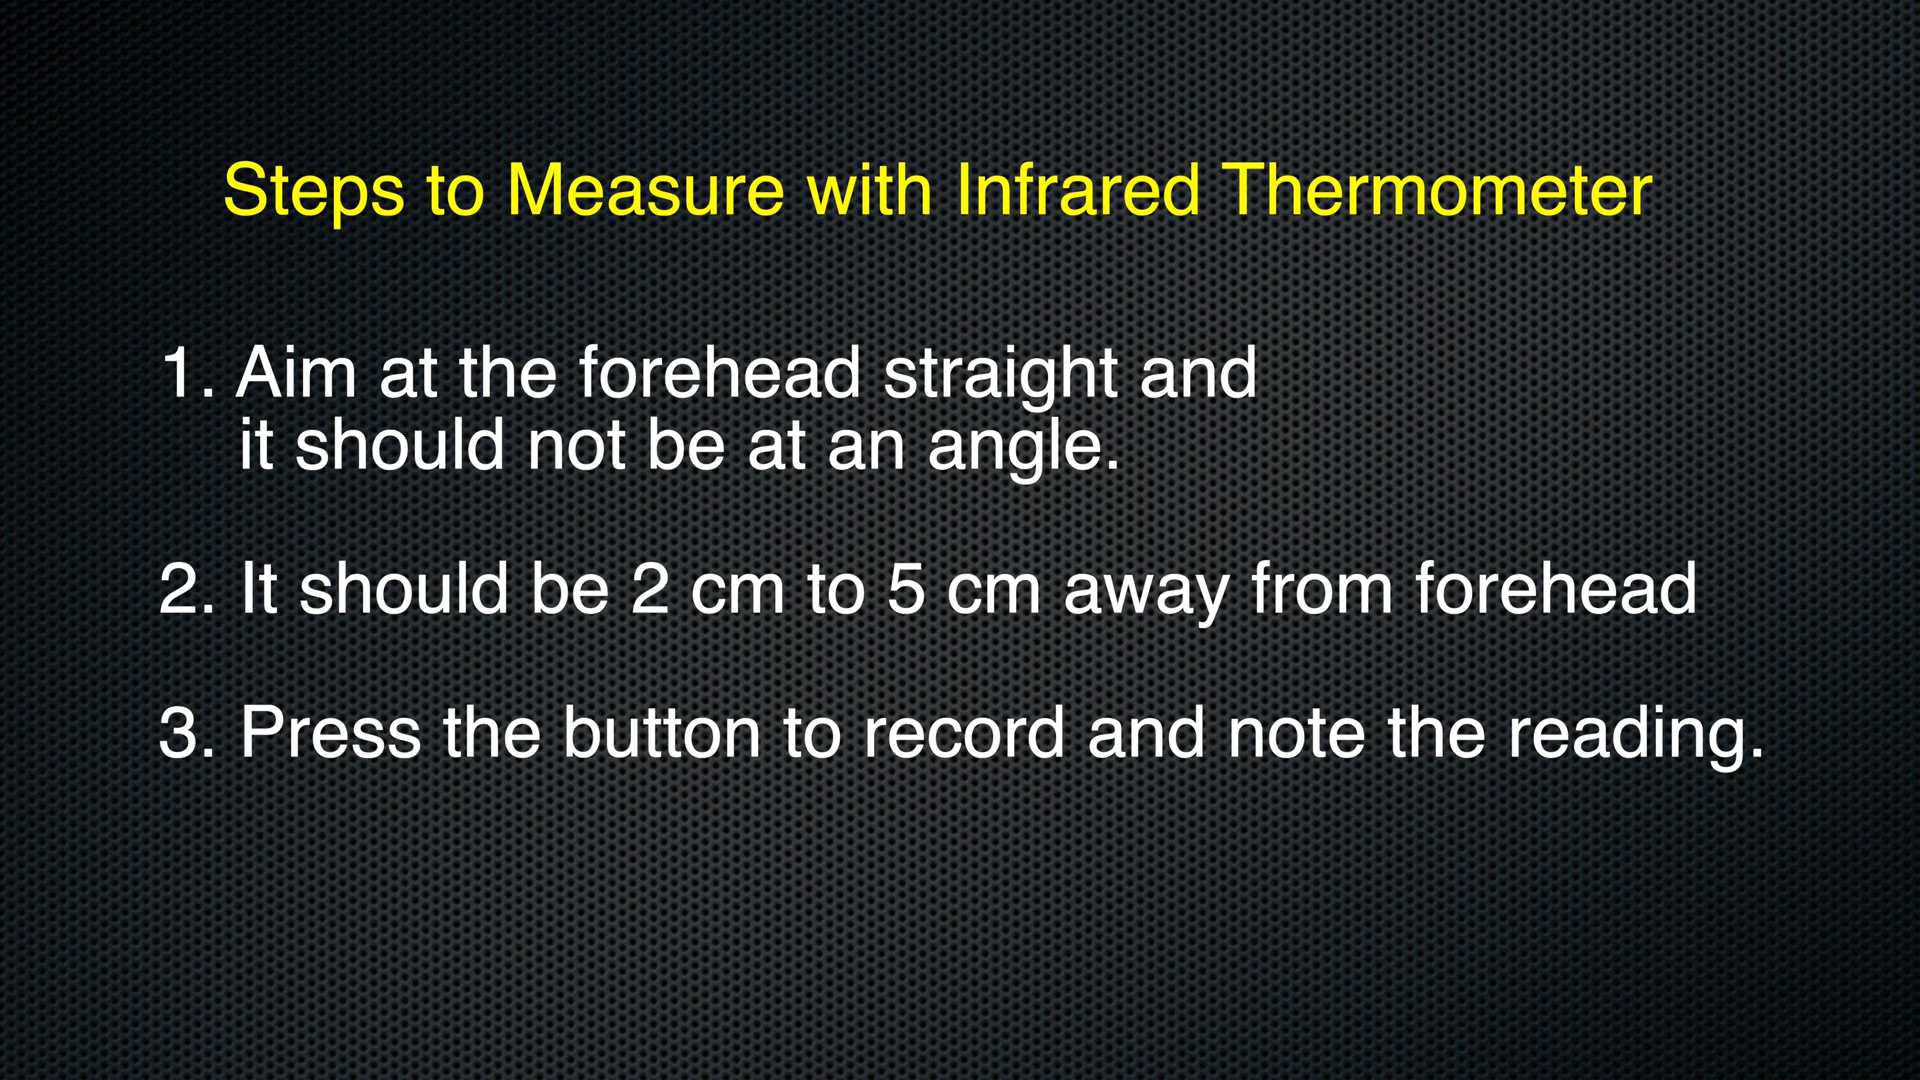 Steps to Measure with Infrared Thermometer
1. Aim at the forehead straight and
it should not be at an angle.
2. It should be 2 cm to 5 cm away from forehead
3. Press the button to record and note the reading.